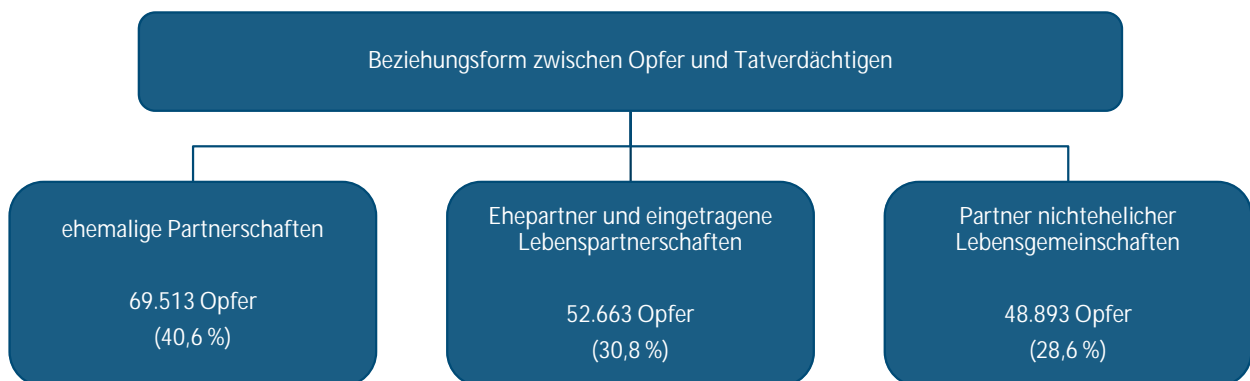 Beziehungsform zwischen Opfer und Tatverdächtigen
ehemalige Partnerschaften
69.513 Opfer
(40,6 %)
Ehepartner und eingetragene
Lebenspartnerschaften
52.663 Opfer
(30,8 %)
Partner nichtehelicher
Lebensgemeinschaften
48.893 Opfer
(28,6 %)